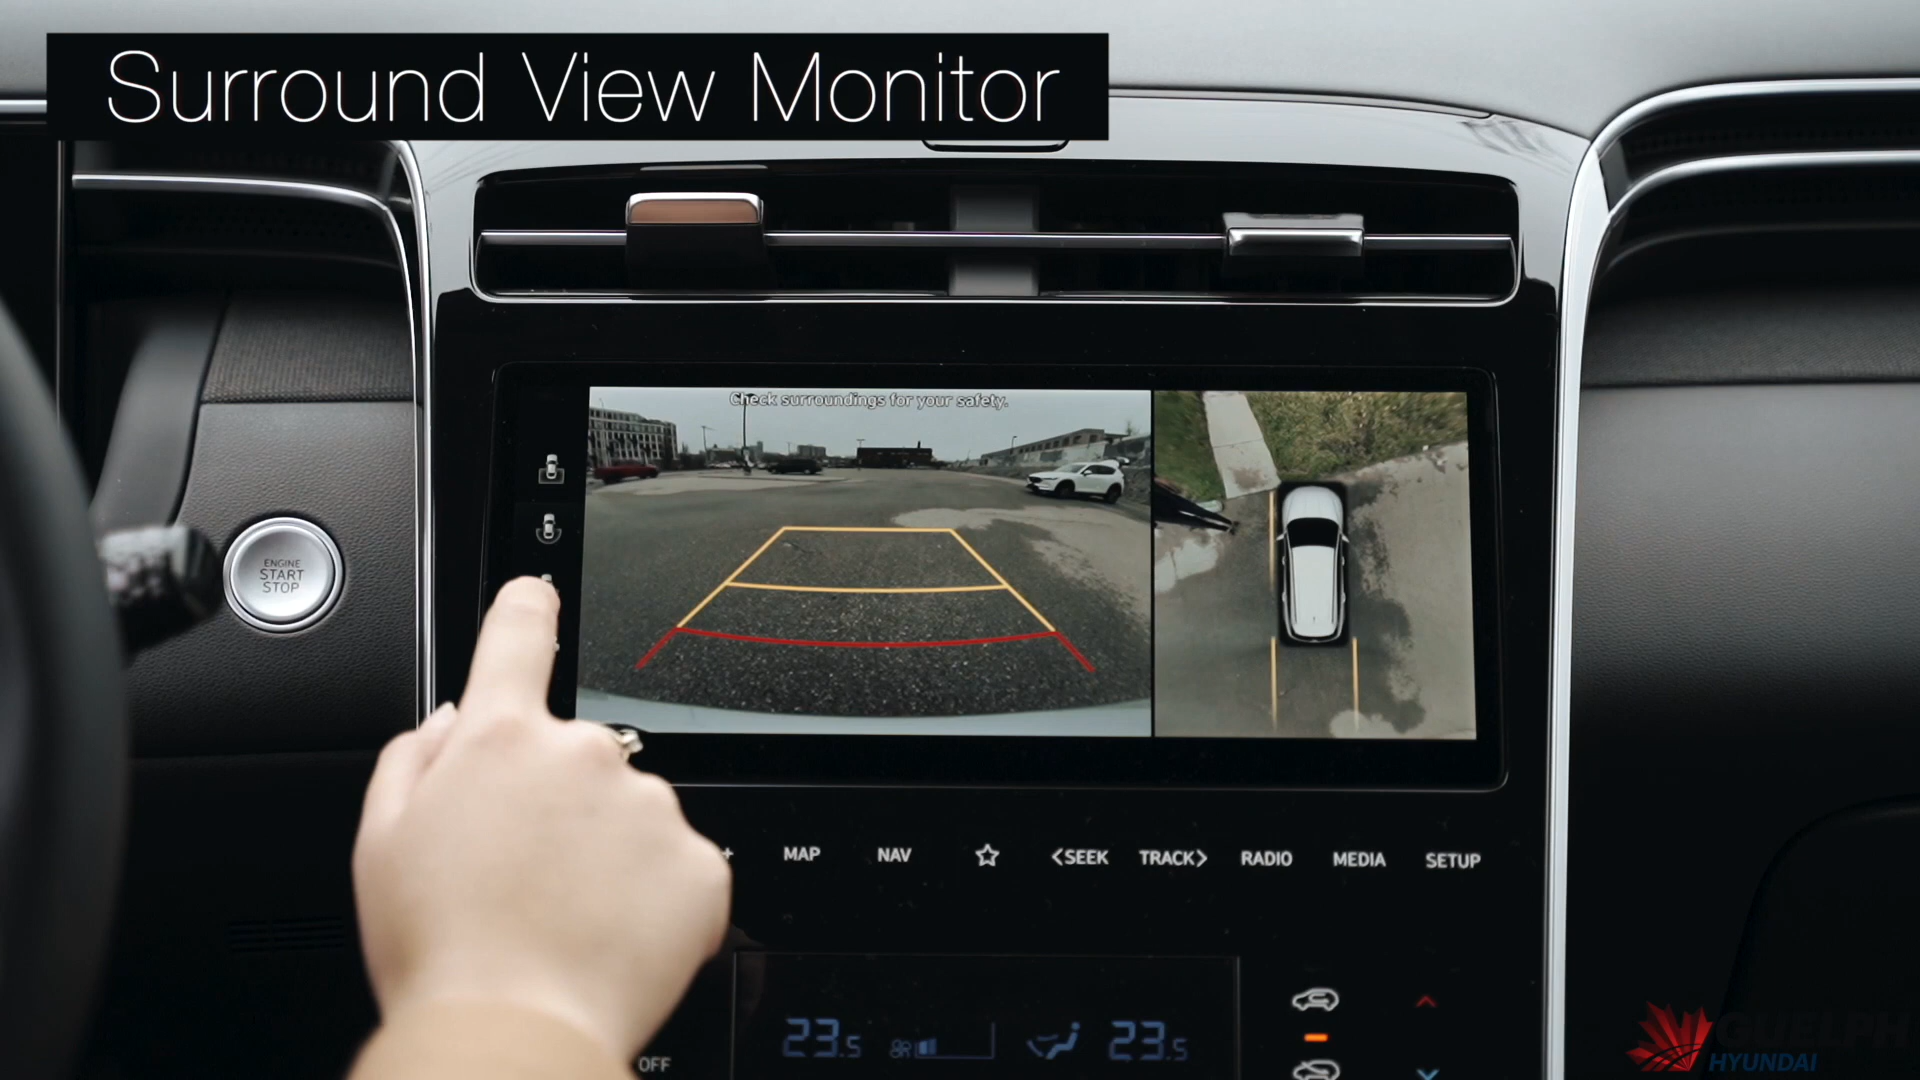 Surround View Monitor
Check surroundings for your safety.
ENGINE
START
STOP
+
MAP
NAV
<SEEK
TRACK>
RADIO
MEDIA
SETUP
23.5
23.5
OFF
GUELPH
HYUNDAI